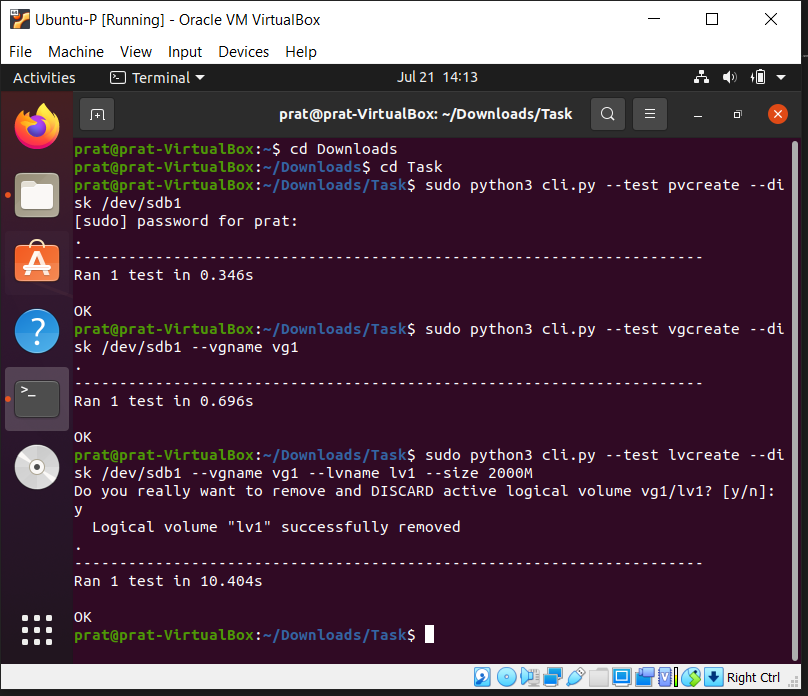 Ubuntu-P [Running] - Oracle VM VirtualBox
File Machine View Input Devices Help
Activities Terminal Jul 21 14:13
prat@prat-VirtualBox: ~/Downloads/Task
prat@prat-VirtualBox:~$ cd Downloads
prat@prat-VirtualBox:~/Downloads$ cd Task
prat@prat-VirtualBox:~/Downloads/Task$ sudo python3 cli.py --test pvcreate --di
sk /dev/sdb1
[sudo] password for prat:
.
----------------------------------------------------------------------
Ran 1 test in 0.346s
OK
prat@prat-VirtualBox:~/Downloads/Task$ sudo python3 cli.py --test vgcreate --di
sk /dev/sdb1 --vgname vg1
.
----------------------------------------------------------------------
Ran 1 test in 0.696s
OK
prat@prat-VirtualBox:~/Downloads/Task$ sudo python3 cli.py --test lvcreate --di
sk /dev/sdb1 --vgname vg1 --lvname lv1 --size 2000M
Do you really want to remove and DISCARD active logical volume vg1/lv1? [y/n]:
y
  Logical volume "lv1" successfully removed
.
----------------------------------------------------------------------
Ran 1 test in 10.404s
OK
prat@prat-VirtualBox:~/Downloads/Task$
Right Ctrl